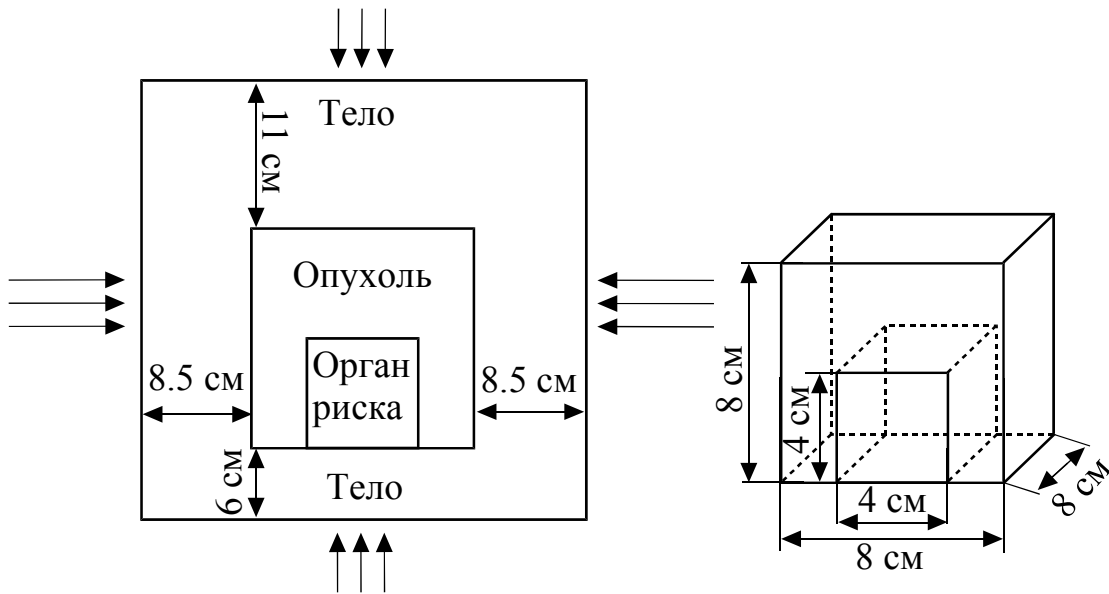 Тело
11 см
Опухоль
Орган
риска
8.5 см
8.5 см
6 см
Тело
8 см
4 см
4 см
8 см
8 см